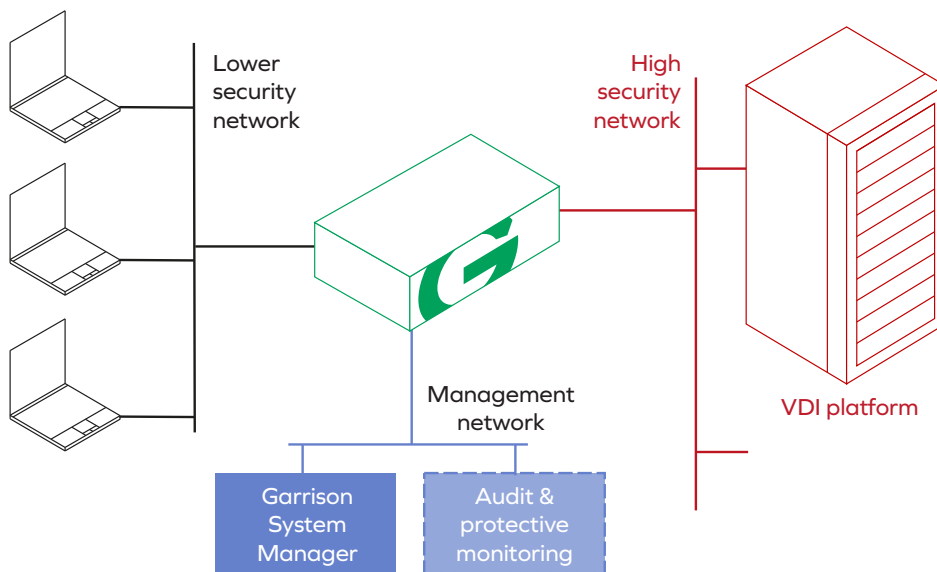 Lower
security
network
High
security
network
G
VDI platform
Management
network
Garrison
System
Manager
Audit &
protective
monitoring